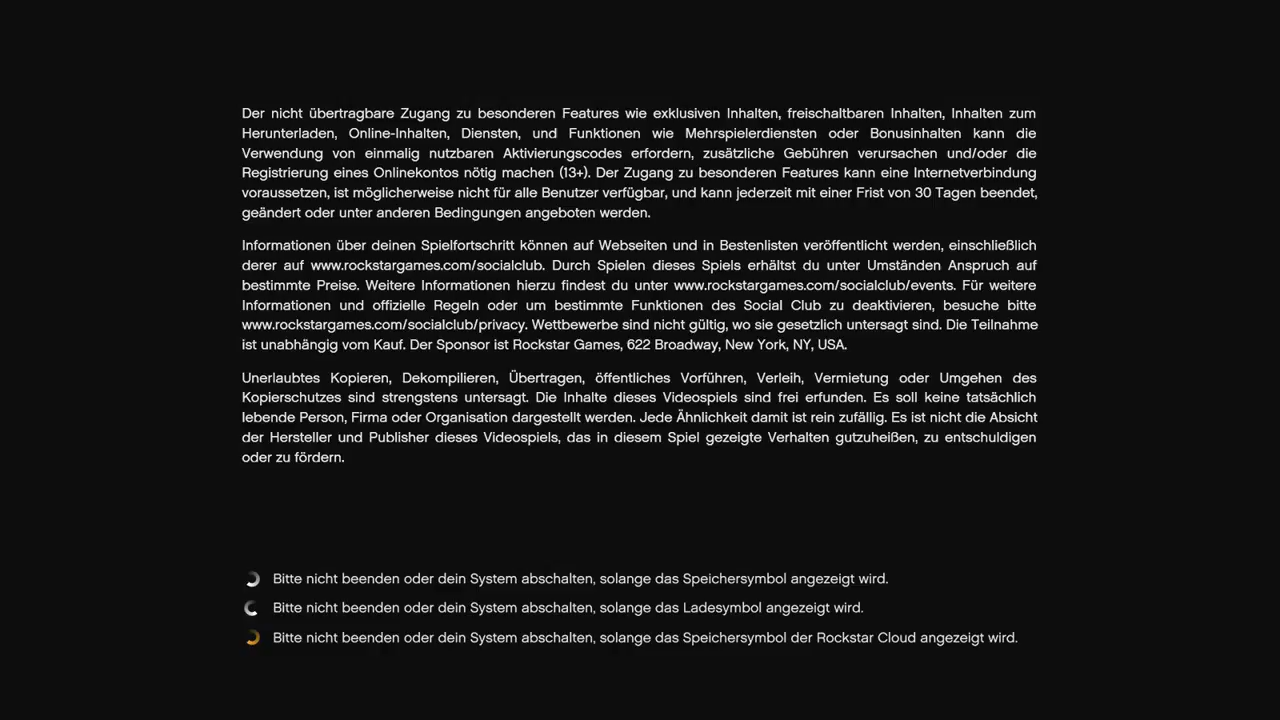 Der nicht übertragbare Zugang zu besonderen Features wie exklusiven Inhalten, freischaltbaren Inhalten, Inhalten zum
Herunterladen, Online-Inhalten, Diensten, und Funktionen wie Mehrspielerdiensten oder Bonusinhalten kann die
Verwendung von einmalig nutzbaren Aktivierungscodes erfordern, zusätzliche Gebühren verursachen und/oder die
Registrierung eines Onlinekontos nötig machen (13+). Der Zugang zu besonderen Features kann eine Internetverbindung
voraussetzen, ist möglicherweise nicht für alle Benutzer verfügbar, und kann jederzeit mit einer Frist von 30 Tagen beendet,
geändert oder unter anderen Bedingungen angeboten werden.
Informationen über deinen Spielfortschritt können auf Webseiten und in Bestenlisten veröffentlicht werden, einschließlich
derer auf www.rockstargames.com/socialclub. Durch Spielen dieses Spiels erhältst du unter Umständen Anspruch auf
bestimmte Preise. Weitere Informationen hierzu findest du unter www.rockstargames.com/socialclub/events. Für weitere
Informationen und offizielle Regeln oder um bestimmte Funktionen des Social Club zu deaktivieren, besuche bitte
www.rockstargames.com/socialclub/privacy. Wettbewerbe sind nicht gültig, wo sie gesetzlich untersagt sind. Die Teilnahme
ist unabhängig vom Kauf. Der Sponsor ist Rockstar Games, 622 Broadway, New York, NY, USA.
Unerlaubtes Kopieren, Dekompilieren, Übertragen, öffentliches Vorführen, Verleih, Vermietung oder Umgehen des
Kopierschutzes sind strengstens untersagt. Die Inhalte dieses Videospiels sind frei erfunden. Es soll keine tatsächlich
lebende Person, Firma oder Organisation dargestellt werden. Jede Ähnlichkeit damit ist rein zufällig. Es ist nicht die Absicht
der Hersteller und Publisher dieses Videospiels, das in diesem Spiel gezeigte Verhalten gutzuheißen, zu entschuldigen
oder zu fördern.
Bitte nicht beenden oder dein System abschalten, solange das Speichersymbol angezeigt wird.
Bitte nicht beenden oder dein System abschalten, solange das Ladesymbol angezeigt wird.
Bitte nicht beenden oder dein System abschalten, solange das Speichersymbol der Rockstar Cloud angezeigt wird.